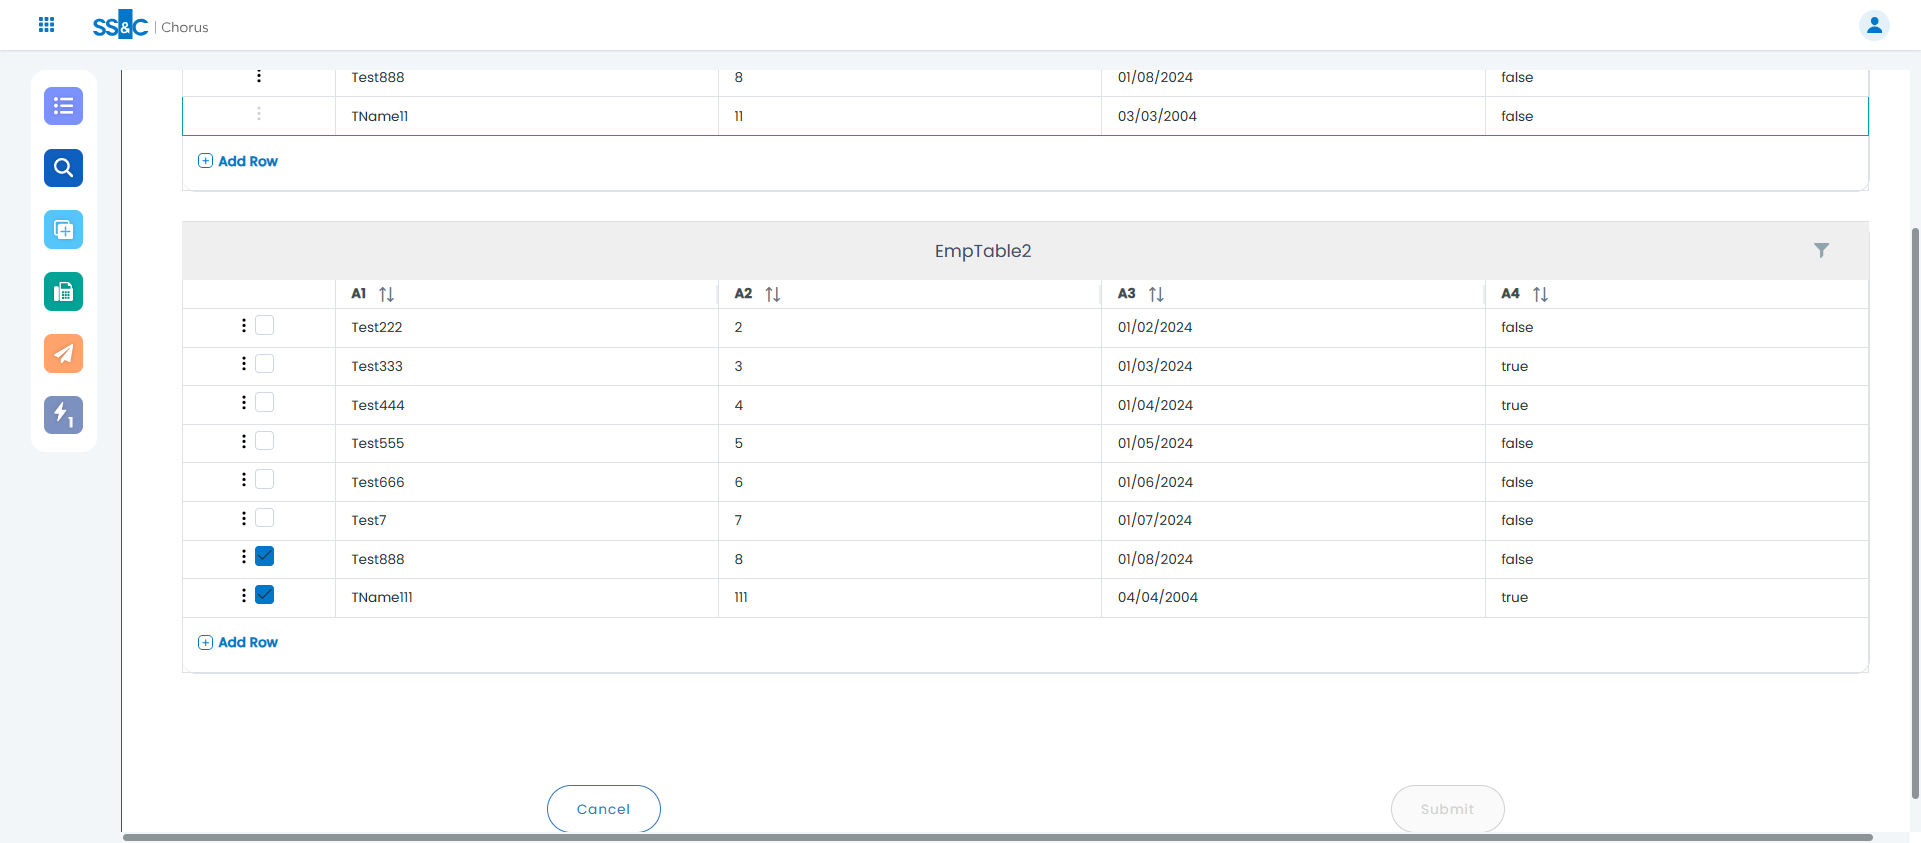 SS&C | Chorus
Test888 8 01/08/2024 false
TName11 11 03/03/2004 false
Add Row
EmpTable2
A1 A2 A3 A4
Test222 2 01/02/2024 false
Test333 3 01/03/2024 true
Test444 4 01/04/2024 true
Test555 5 01/05/2024 false
Test666 6 01/06/2024 false
Test7 7 01/07/2024 false
Test888 8 01/08/2024 false
TName111 111 04/04/2004 true
Add Row
Cancel Submit
1